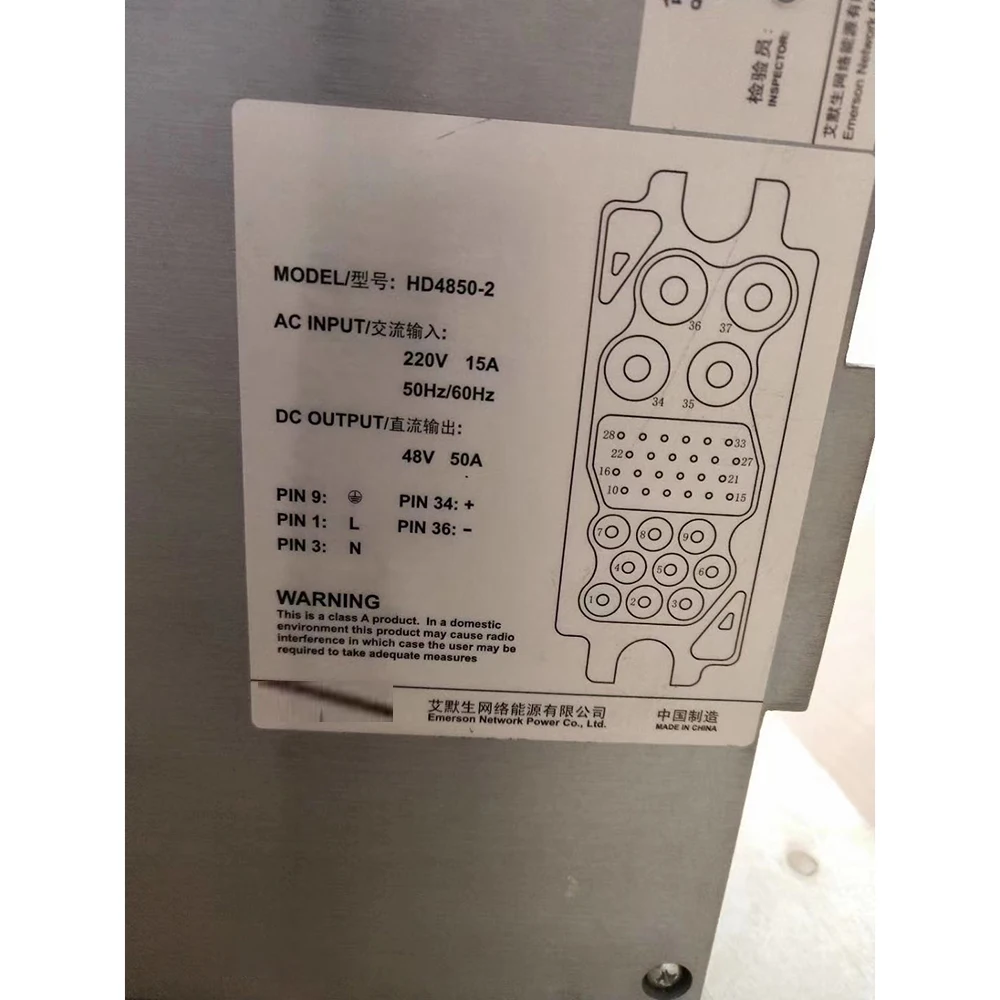 检验员:
INSPECTOR:
艾默生网络能源有
Emerson Network
MODEL/型号: HD4850-2
AC INPUT/交流输入:
220V 15A
50Hz/60Hz
DC OUTPUT/直流输出:
48V 50A
PIN 9: PIN 34: +
PIN 1: L PIN 36: −
PIN 3: N
WARNING
This is a class A product. In a domestic
environment this product may cause radio
interference in which case the user may be
required to take adequate measures
36 37
34 35
28 33
22 27
16 21
10 15
7 8 9
4 5 6
1 2 3
艾默生网络能源有限公司
Emerson Network Power Co., Ltd.
中国制造
MADE IN CHINA